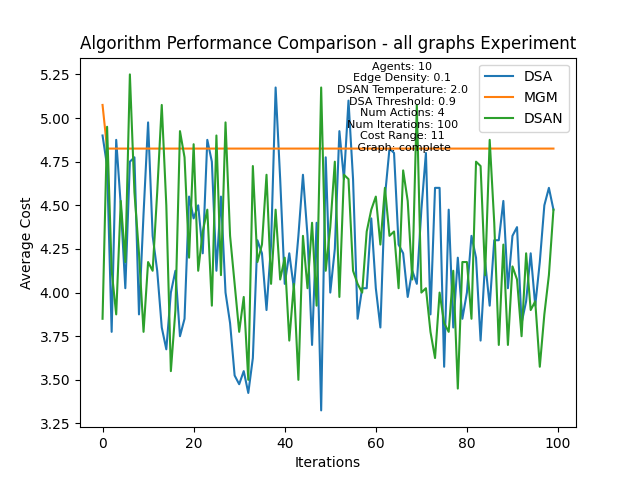 Algorithm Performance Comparison - all graphs Experiment
Agents: 10
Edge Density: 0.1
DSAN Temperature: 2.0
DSA Threshold: 0.9
Num Actions: 4
Num Iterations: 100
Cost Range: 11
Graph: complete
DSA
MGM
DSAN
5.25
5.00
4.75
4.50
4.25
4.00
3.75
3.50
3.25
Average Cost
0
20
40
60
80
100
Iterations